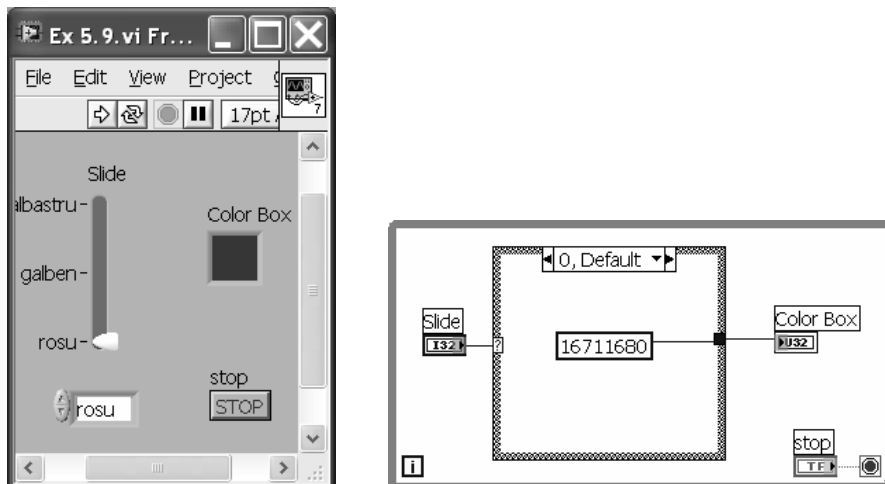 Ex 5.9.vi Fr...
File Edit View Project
7
17pt
Slide
albastru
Color Box
galben
rosu
stop
rosu
STOP
0, Default
Slide
I32
?
16711680
Color Box
U32
stop
TF
i